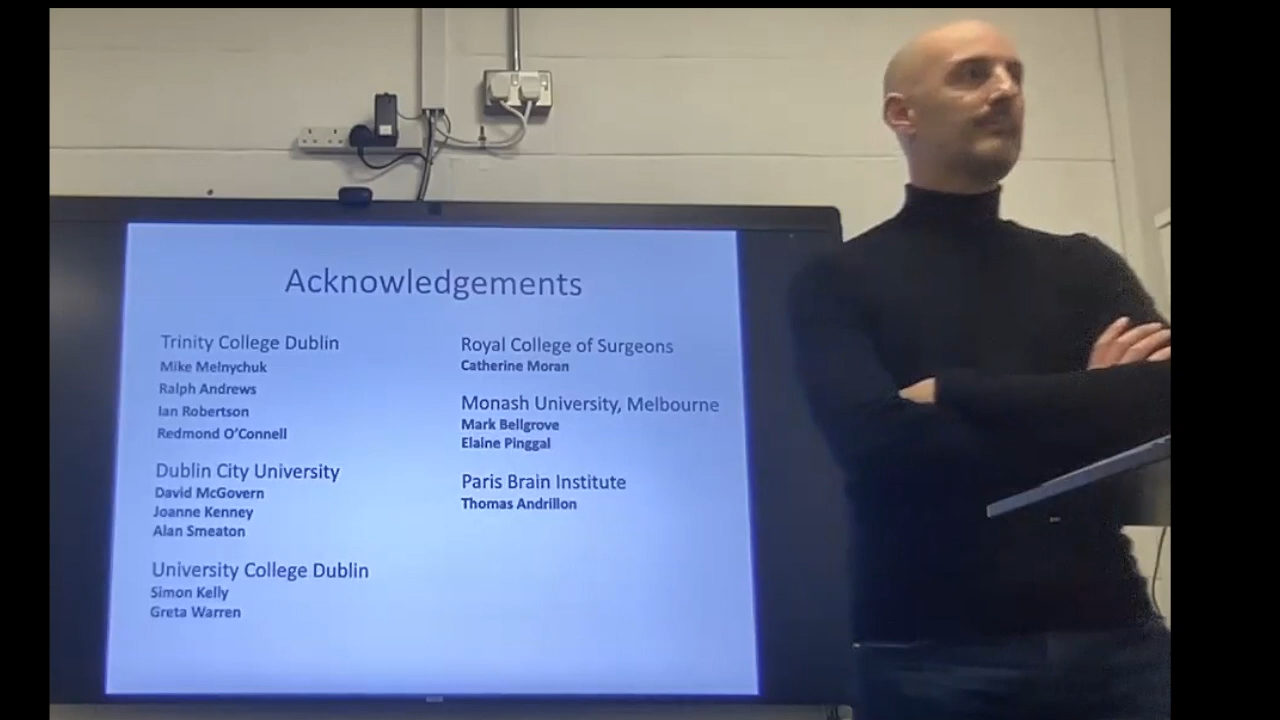 Acknowledgements
Trinity College Dublin
Mike Melnychuk
Ralph Andrews
Ian Robertson
Redmond O'Connell
Dublin City University
David McGovern
Joanne Kenney
Alan Smeaton
University College Dublin
Simon Kelly
Greta Warren
Royal College of Surgeons
Catherine Moran
Monash University, Melbourne
Mark Bellgrove
Elaine Pinggal
Paris Brain Institute
Thomas Andrillon